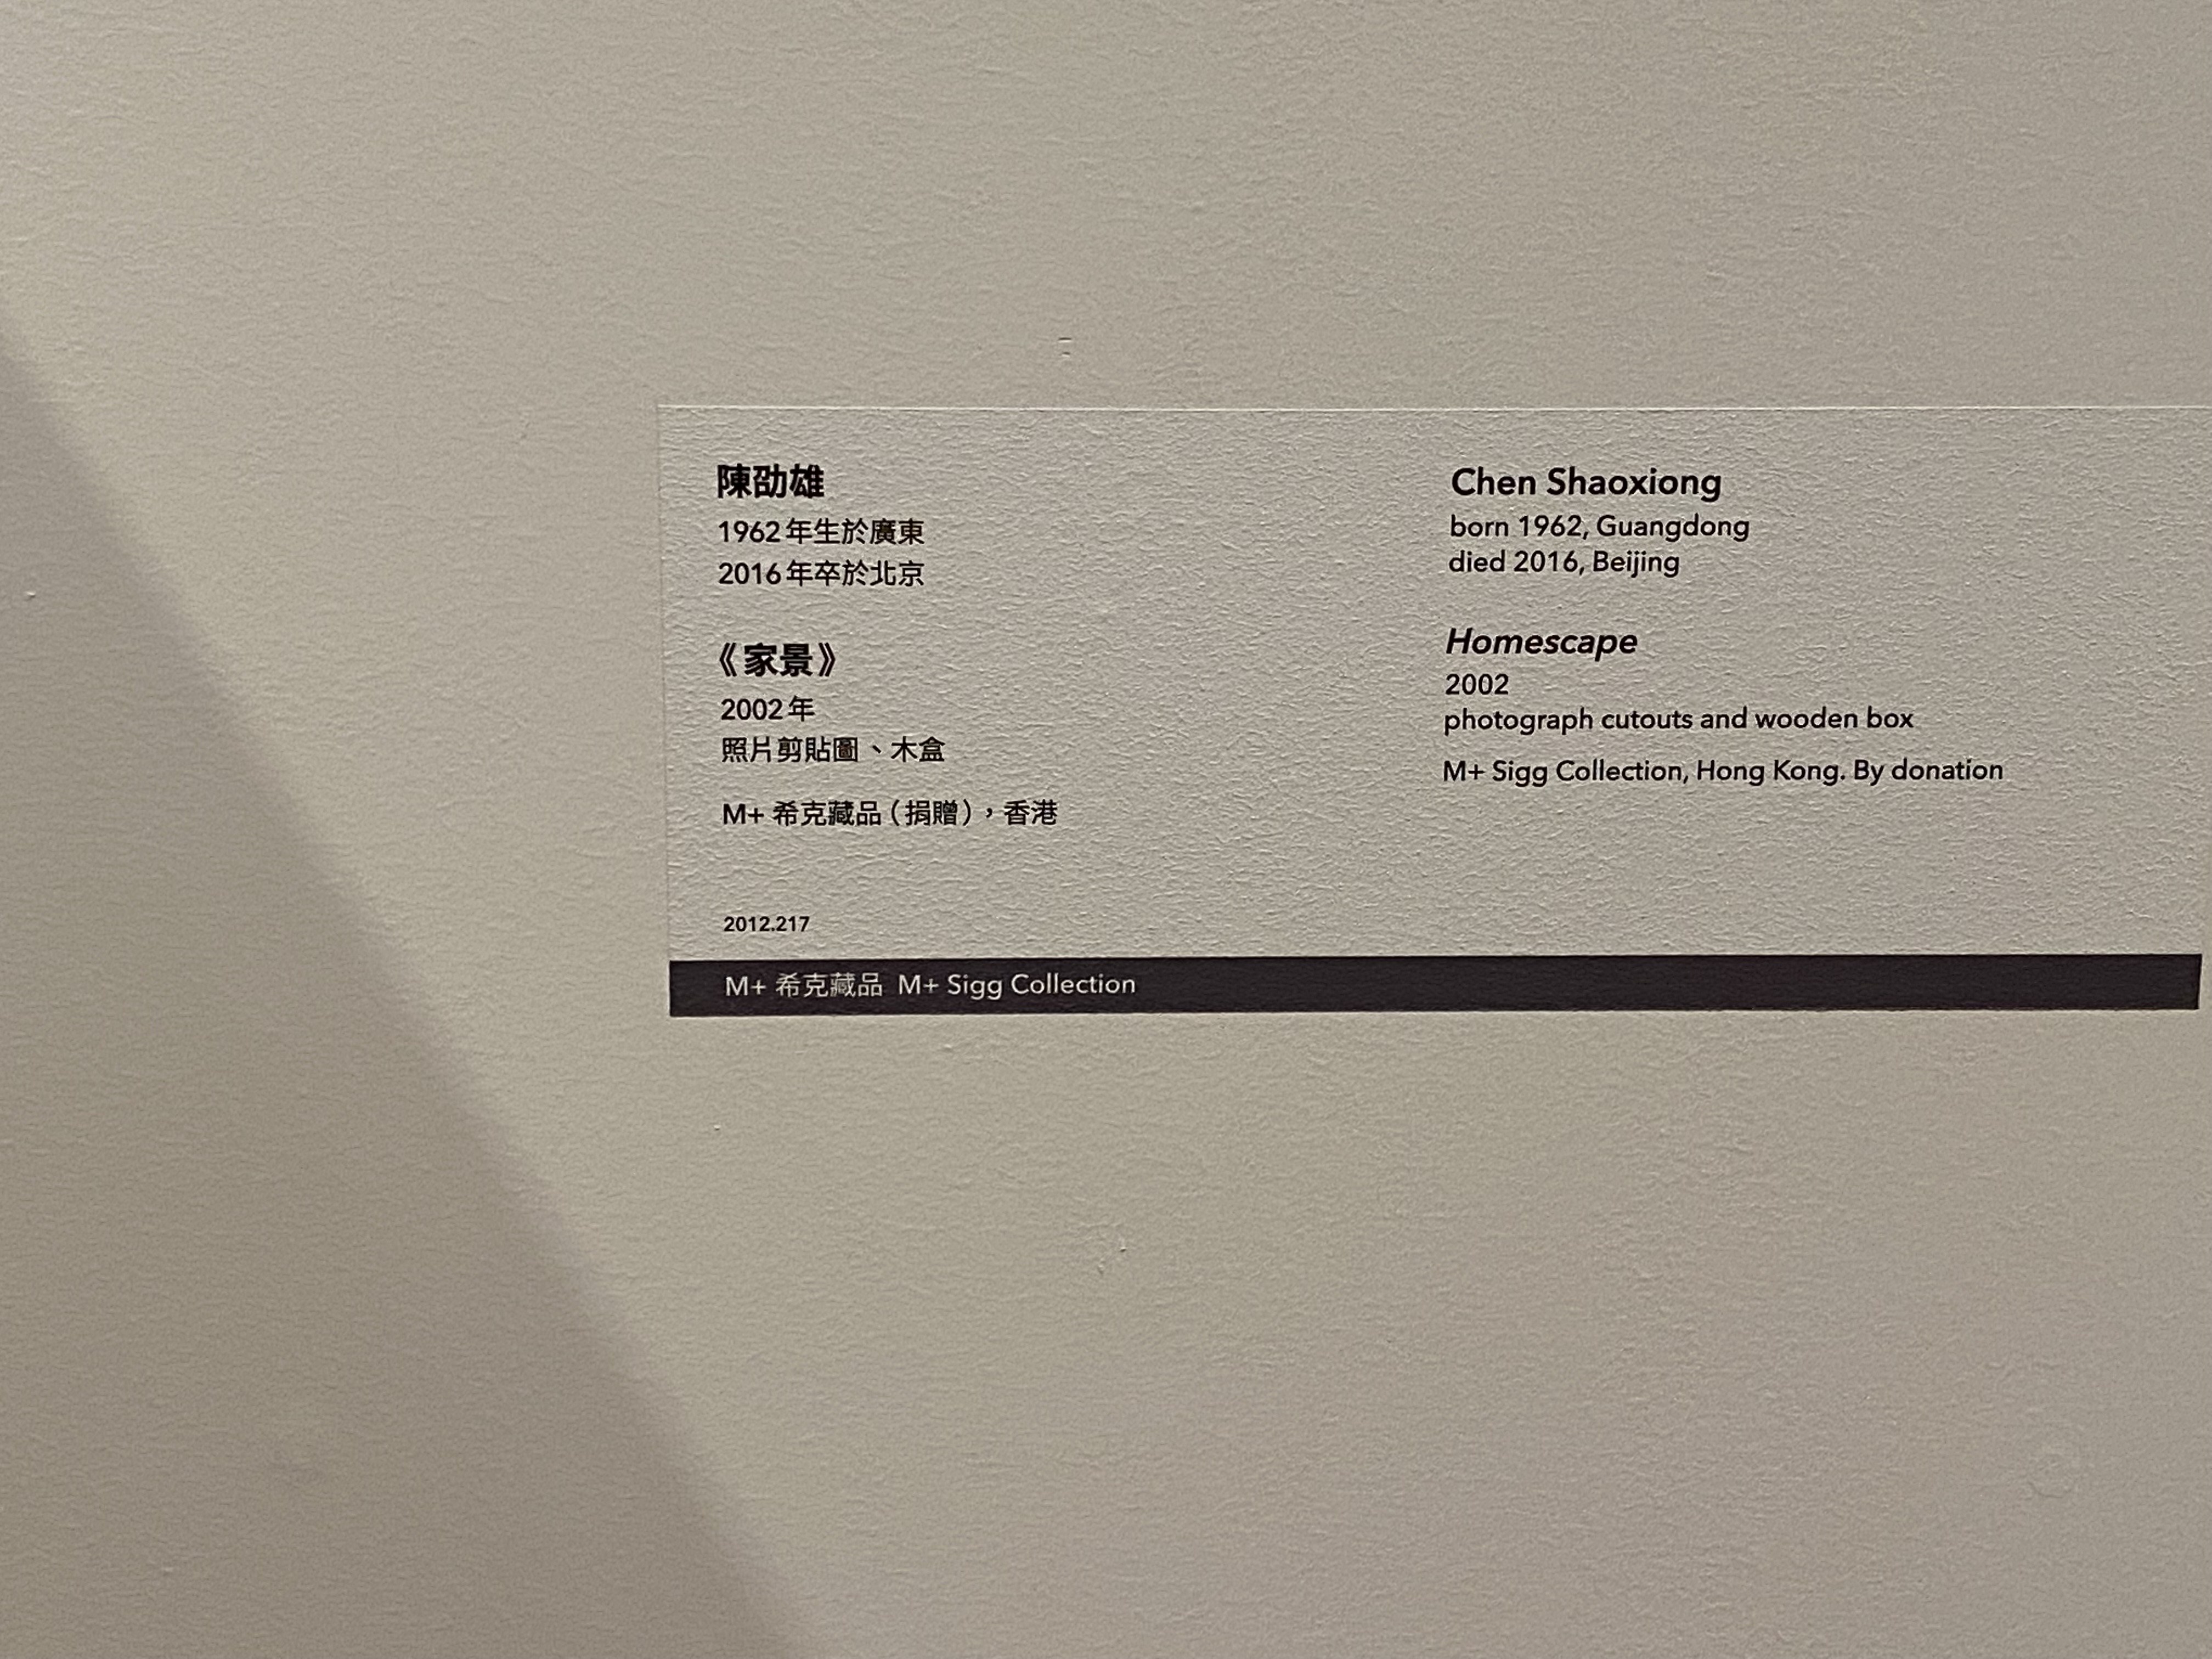 陳劭雄
1962年生於廣東
2016年卒於北京
《家景》
2002年
照片剪貼圖、木盒
M+ 希克藏品（捐贈），香港
2012.217
Chen Shaoxiong
born 1962, Guangdong
died 2016, Beijing
Homescape
2002
photograph cutouts and wooden box
M+ Sigg Collection, Hong Kong. By donation
M+ 希克藏品 M+ Sigg Collection